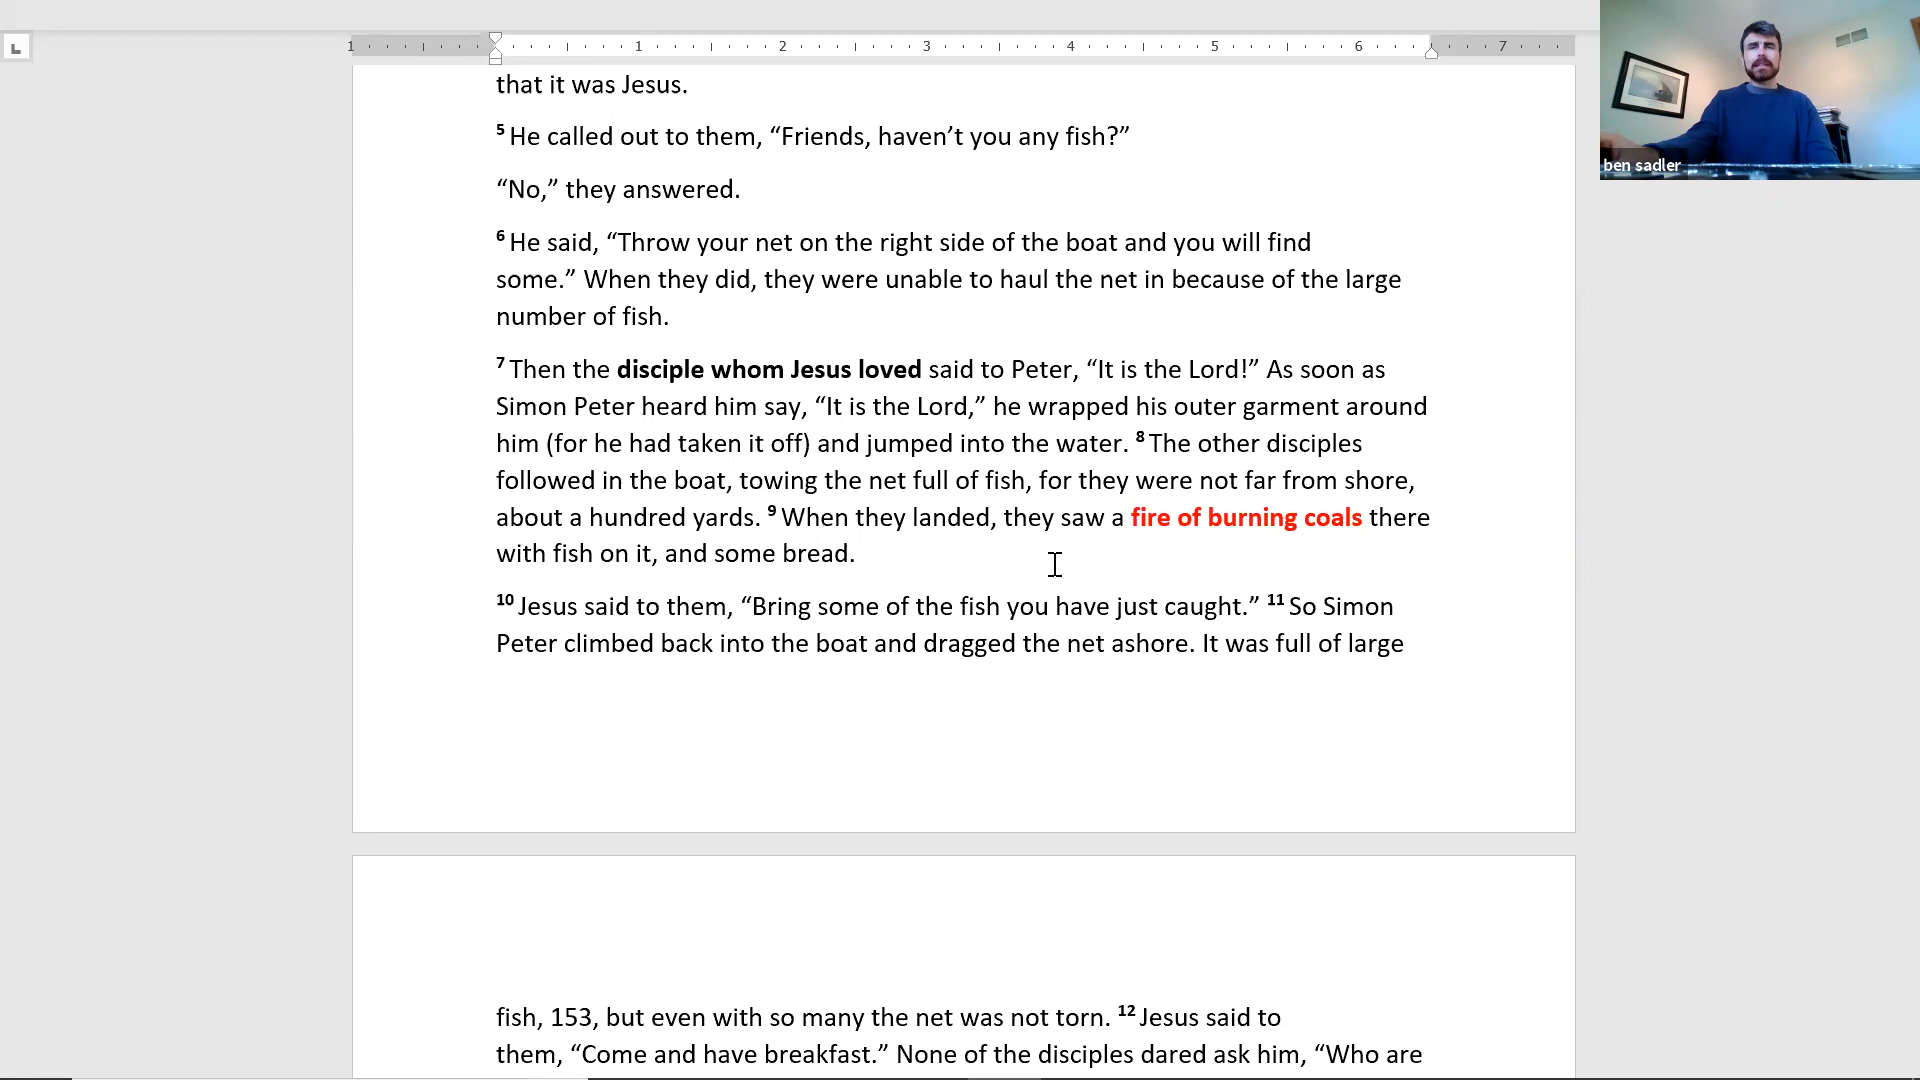 1 1 2 3 4 5 6 7
that it was Jesus.
5 He called out to them, “Friends, haven’t you any fish?”
“No,” they answered.
6 He said, “Throw your net on the right side of the boat and you will find
some.” When they did, they were unable to haul the net in because of the large
number of fish.
7 Then the disciple whom Jesus loved said to Peter, “It is the Lord!” As soon as
Simon Peter heard him say, “It is the Lord,” he wrapped his outer garment around
him (for he had taken it off) and jumped into the water. 8 The other disciples
followed in the boat, towing the net full of fish, for they were not far from shore,
about a hundred yards. 9 When they landed, they saw a fire of burning coals there
with fish on it, and some bread.
10 Jesus said to them, “Bring some of the fish you have just caught.” 11 So Simon
Peter climbed back into the boat and dragged the net ashore. It was full of large
fish, 153, but even with so many the net was not torn. 12 Jesus said to
them, “Come and have breakfast.” None of the disciples dared ask him, “Who are
ben sadler